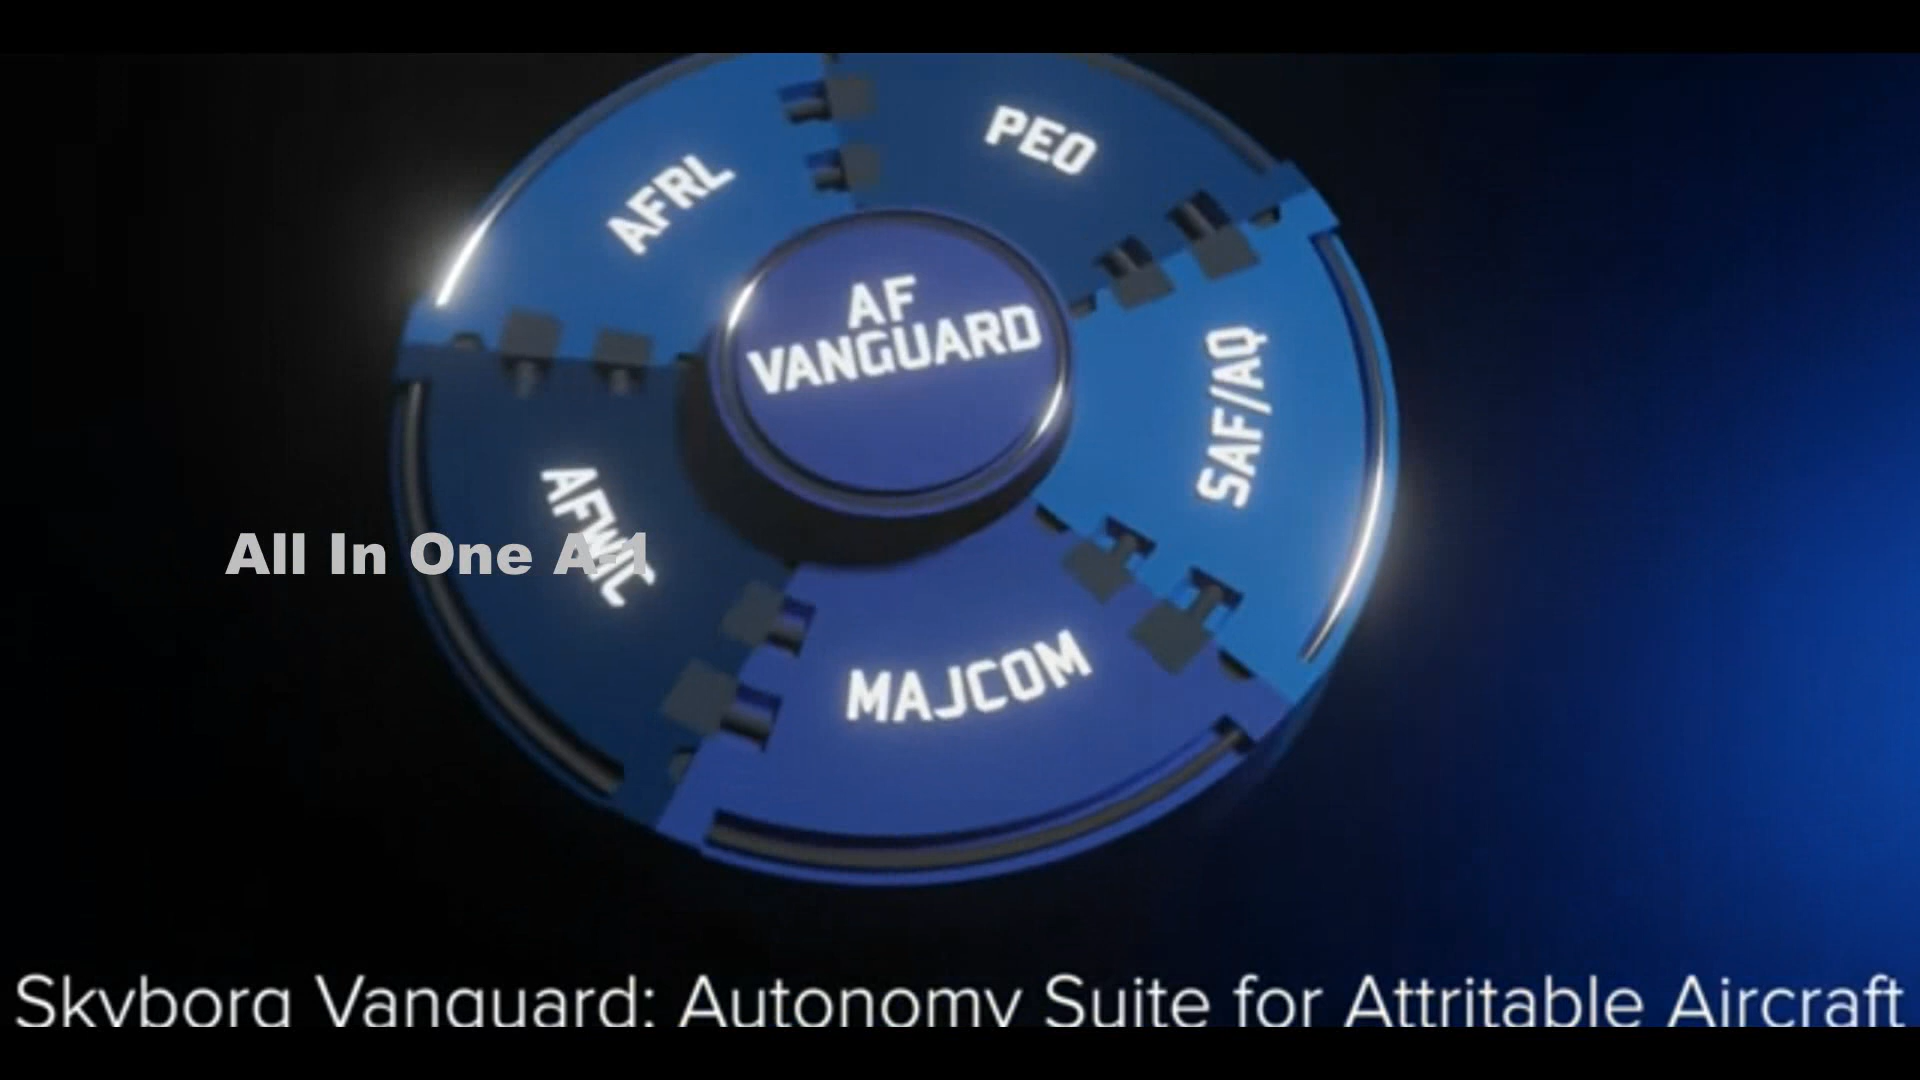 PEO
AFRL
AF
VANGUARD
SAF/AQ
AFWIC
All In One A-1
MAJCOM
Skyborg Vanguard: Autonomy Suite for Attritable Aircraft